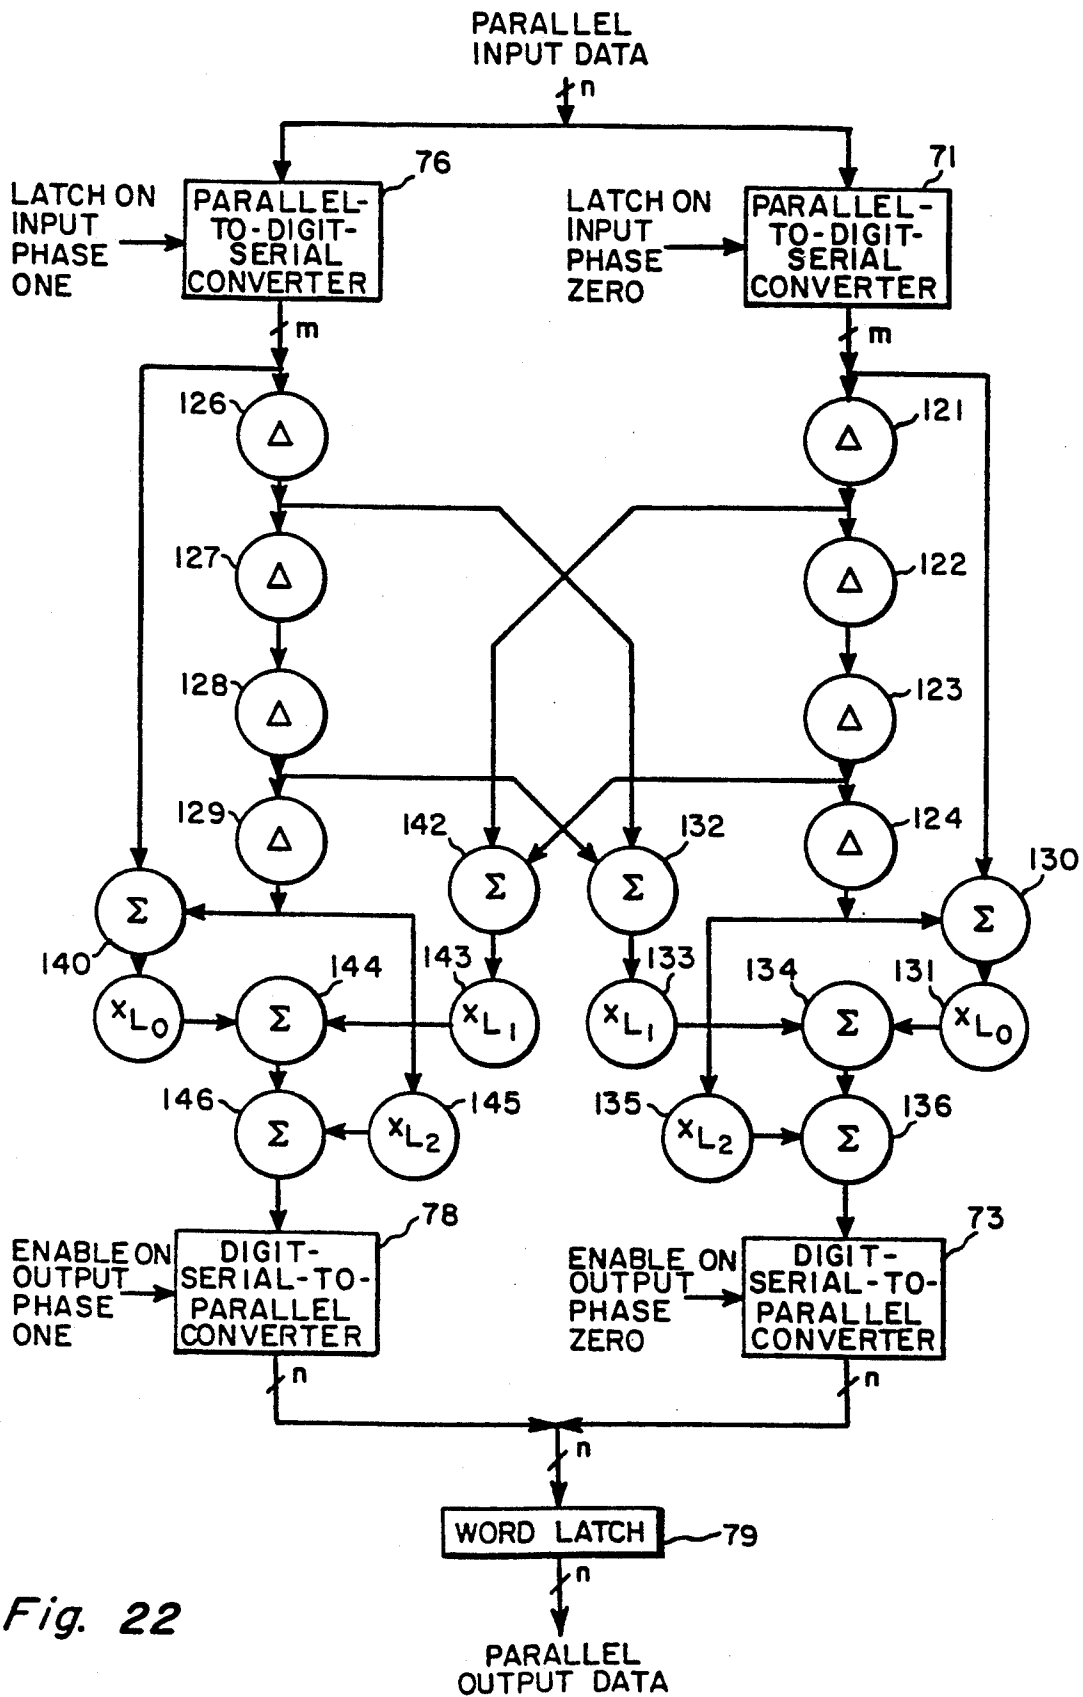 PARALLEL
INPUT DATA
n
76
71
LATCH ON
INPUT
PHASE
ONE
PARALLEL-
TO-DIGIT-
SERIAL
CONVERTER
LATCH ON
INPUT
PHASE
ZERO
PARALLEL-
TO-DIGIT-
SERIAL
CONVERTER
m
m
126
Δ
121
Δ
127
Δ
122
Δ
128
Δ
123
Δ
129
Δ
142
Σ
132
Σ
124
Δ
130
Σ
140
Σ
144
Σ
143
xL1
133
xL1
134
Σ
131
xL0
xL0
146
Σ
145
xL2
135
xL2
136
Σ
78
73
ENABLE ON
OUTPUT
PHASE
ONE
DIGIT-
SERIAL-TO-
PARALLEL
CONVERTER
ENABLE ON
OUTPUT
PHASE
ZERO
DIGIT-
SERIAL-TO-
PARALLEL
CONVERTER
n
n
n
WORD LATCH
79
n
Fig. 22
PARALLEL
OUTPUT DATA